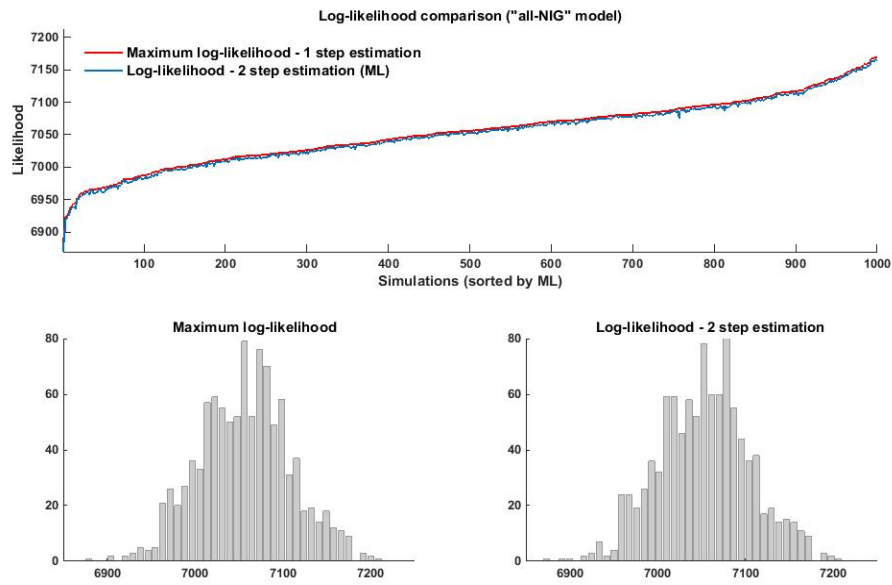 Log-likelihood comparison ("all-NIG" model)
7200
7150
7100
7050
7000
6950
6900
Likelihood
Maximum log-likelihood - 1 step estimation
Log-likelihood - 2 step estimation (ML)
100 200 300 400 500 600 700 800 900 1000
Simulations (sorted by ML)
Maximum log-likelihood
80
60
40
20
0
6900 7000 7100 7200
Log-likelihood - 2 step estimation
80
60
40
20
0
6900 7000 7100 7200